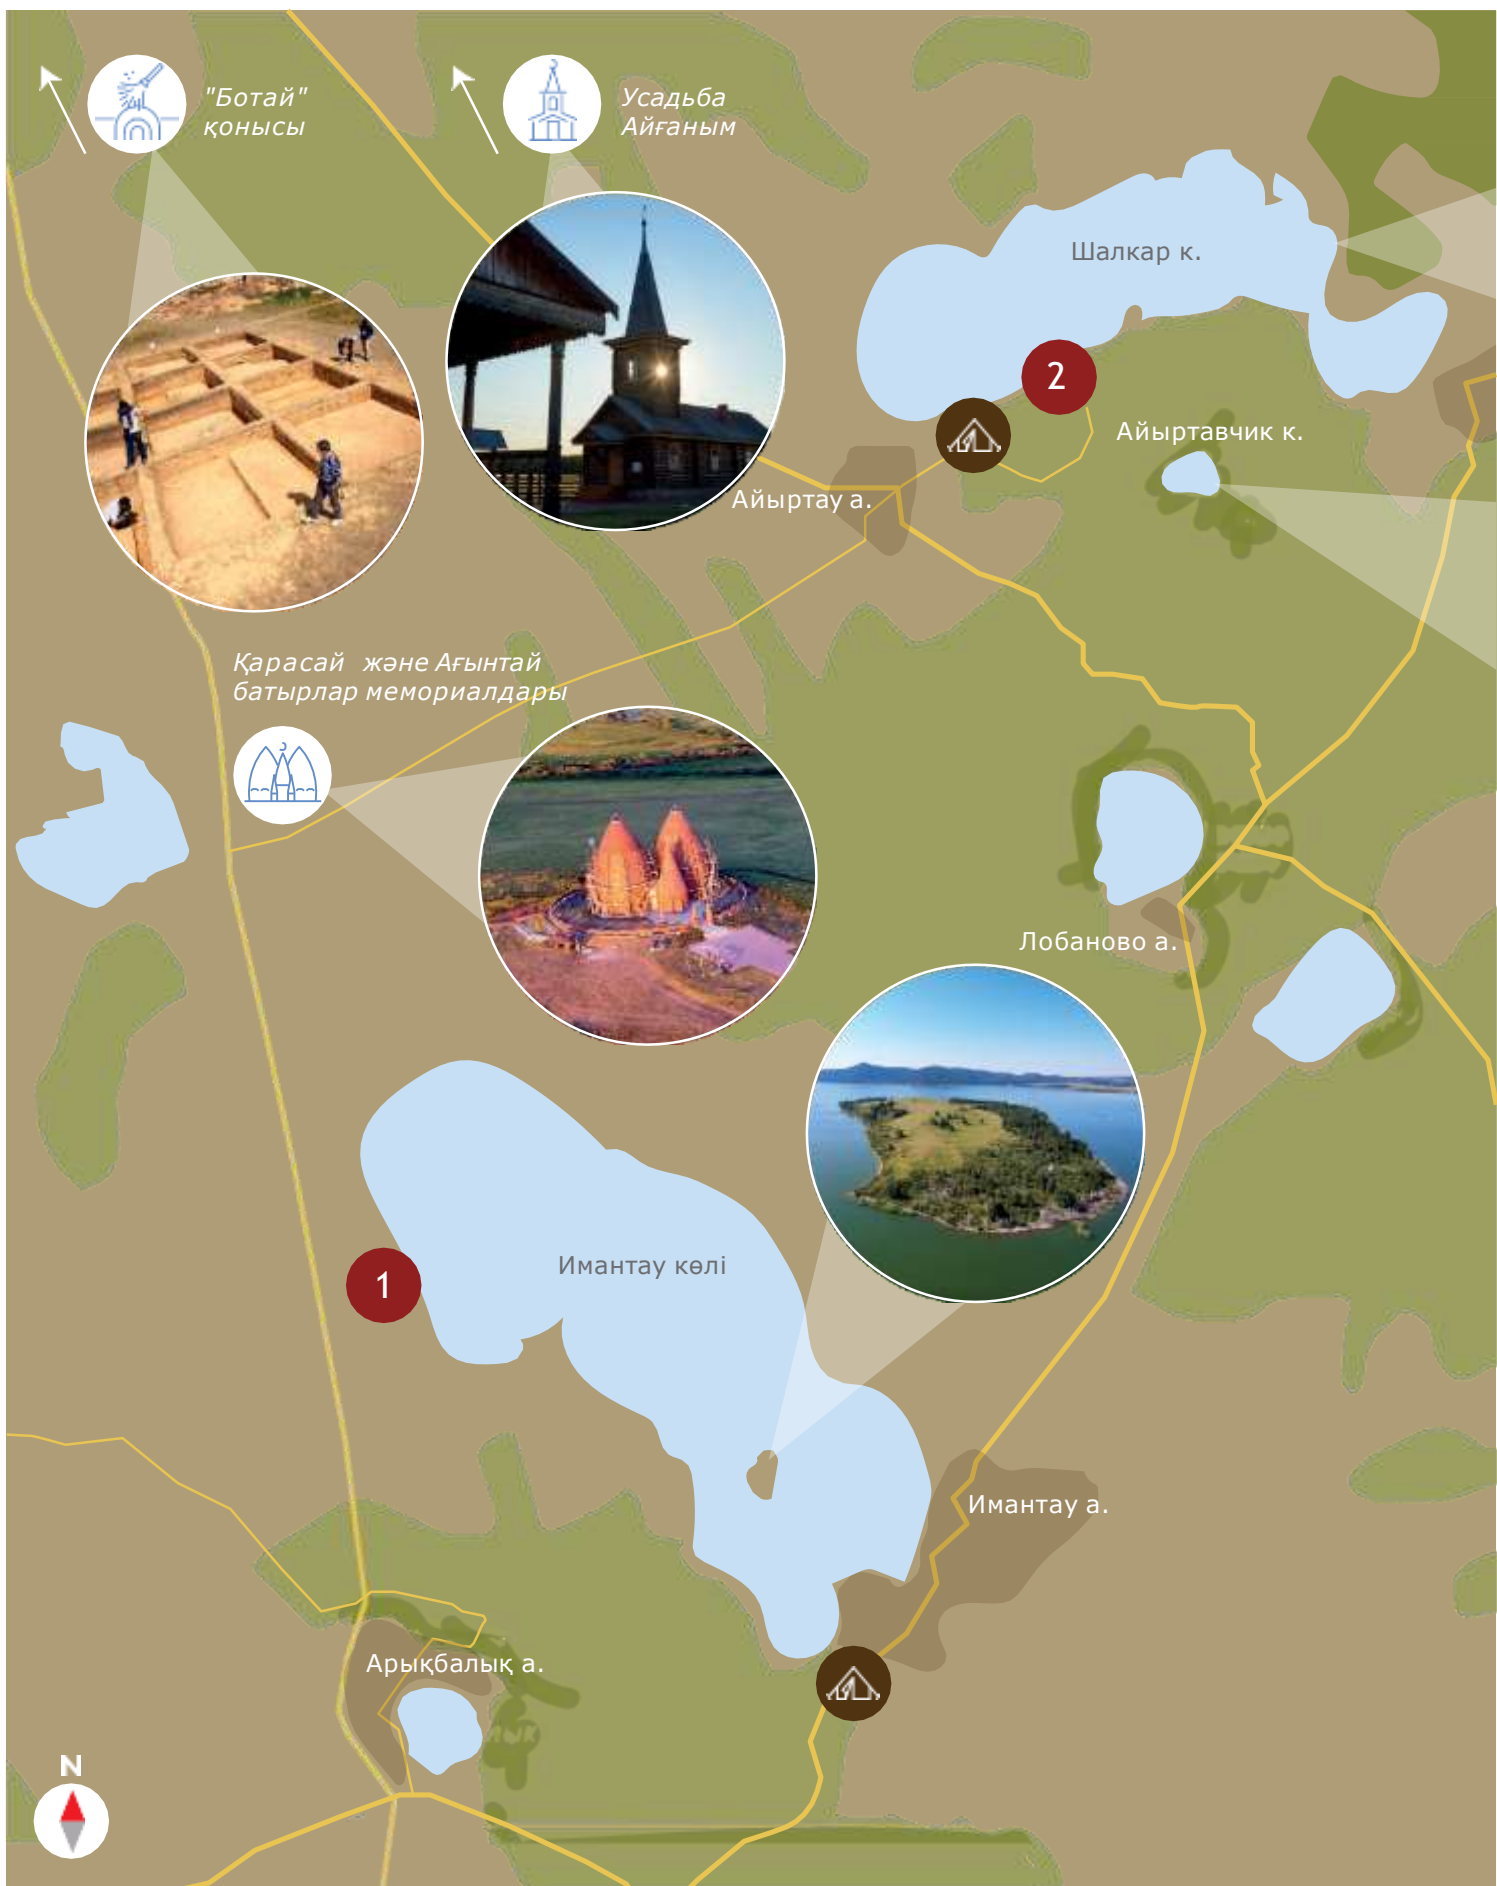 "Ботай"
қонысы
Усадьба
Айғаным
Шалкар к.
2
Айыртавчик к.
Айыртау а.
Қарасай және Ағынтай
батырлар мемориалдары
Лобаново а.
Имантау көлі
1
Имантау а.
Арықбалық а.
N